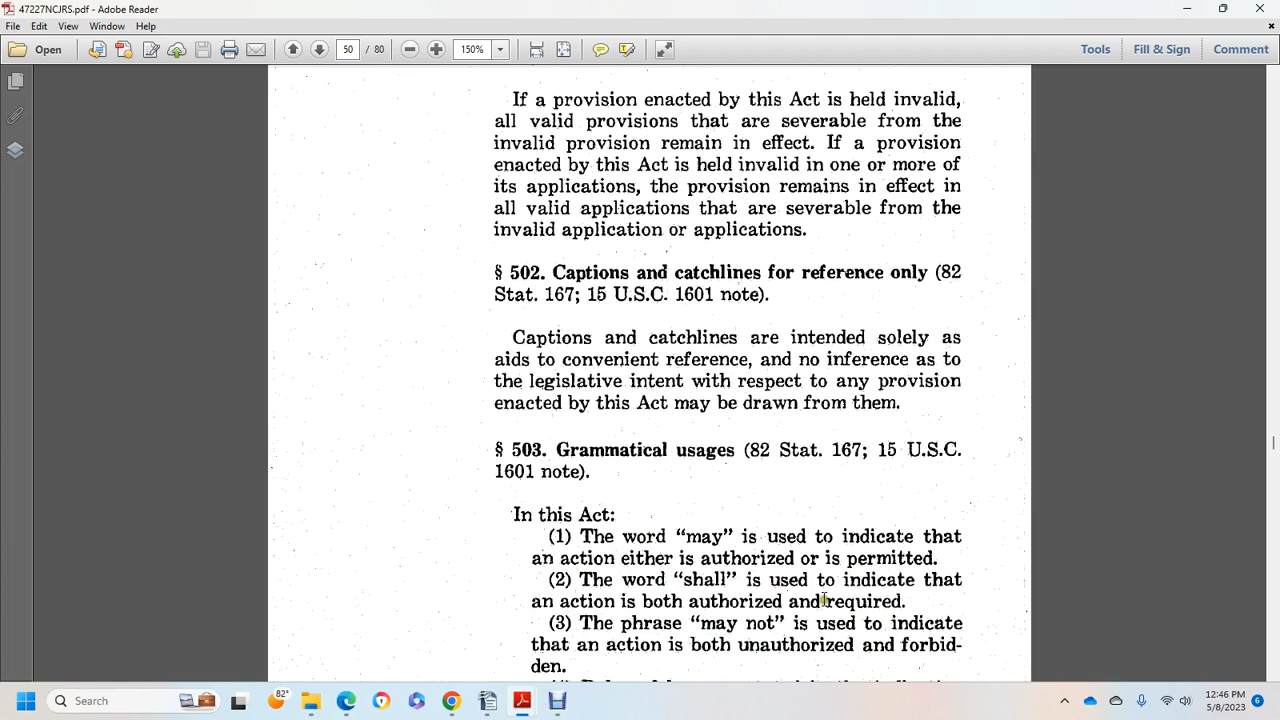 47227NCJRS.pdf - Adobe Reader
File Edit View Window Help
Open 50 / 80 150% Tools Fill & Sign Comment
If a provision enacted by this Act is held invalid,
all valid provisions that are severable from the
invalid provision remain in effect. If a provision
enacted by this Act is held invalid in one or more of
its applications, the provision remains in effect in
all valid applications that are severable from the
invalid application or applications.
§ 502. Captions and catchlines for reference only (82
Stat. 167; 15 U.S.C. 1601 note).
Captions and catchlines are intended solely as
aids to convenient reference, and no inference as to
the legislative intent with respect to any provision
enacted by this Act may be drawn from them.
§ 503. Grammatical usages (82 Stat. 167; 15 U.S.C.
1601 note).
In this Act:
(1) The word “may” is used to indicate that
an action either is authorized or is permitted.
(2) The word “shall” is used to indicate that
an action is both authorized and required.
(3) The phrase “may not” is used to indicate
that an action is both unauthorized and forbid-
den.
Search 82° 12:46 PM
5/8/2023 6